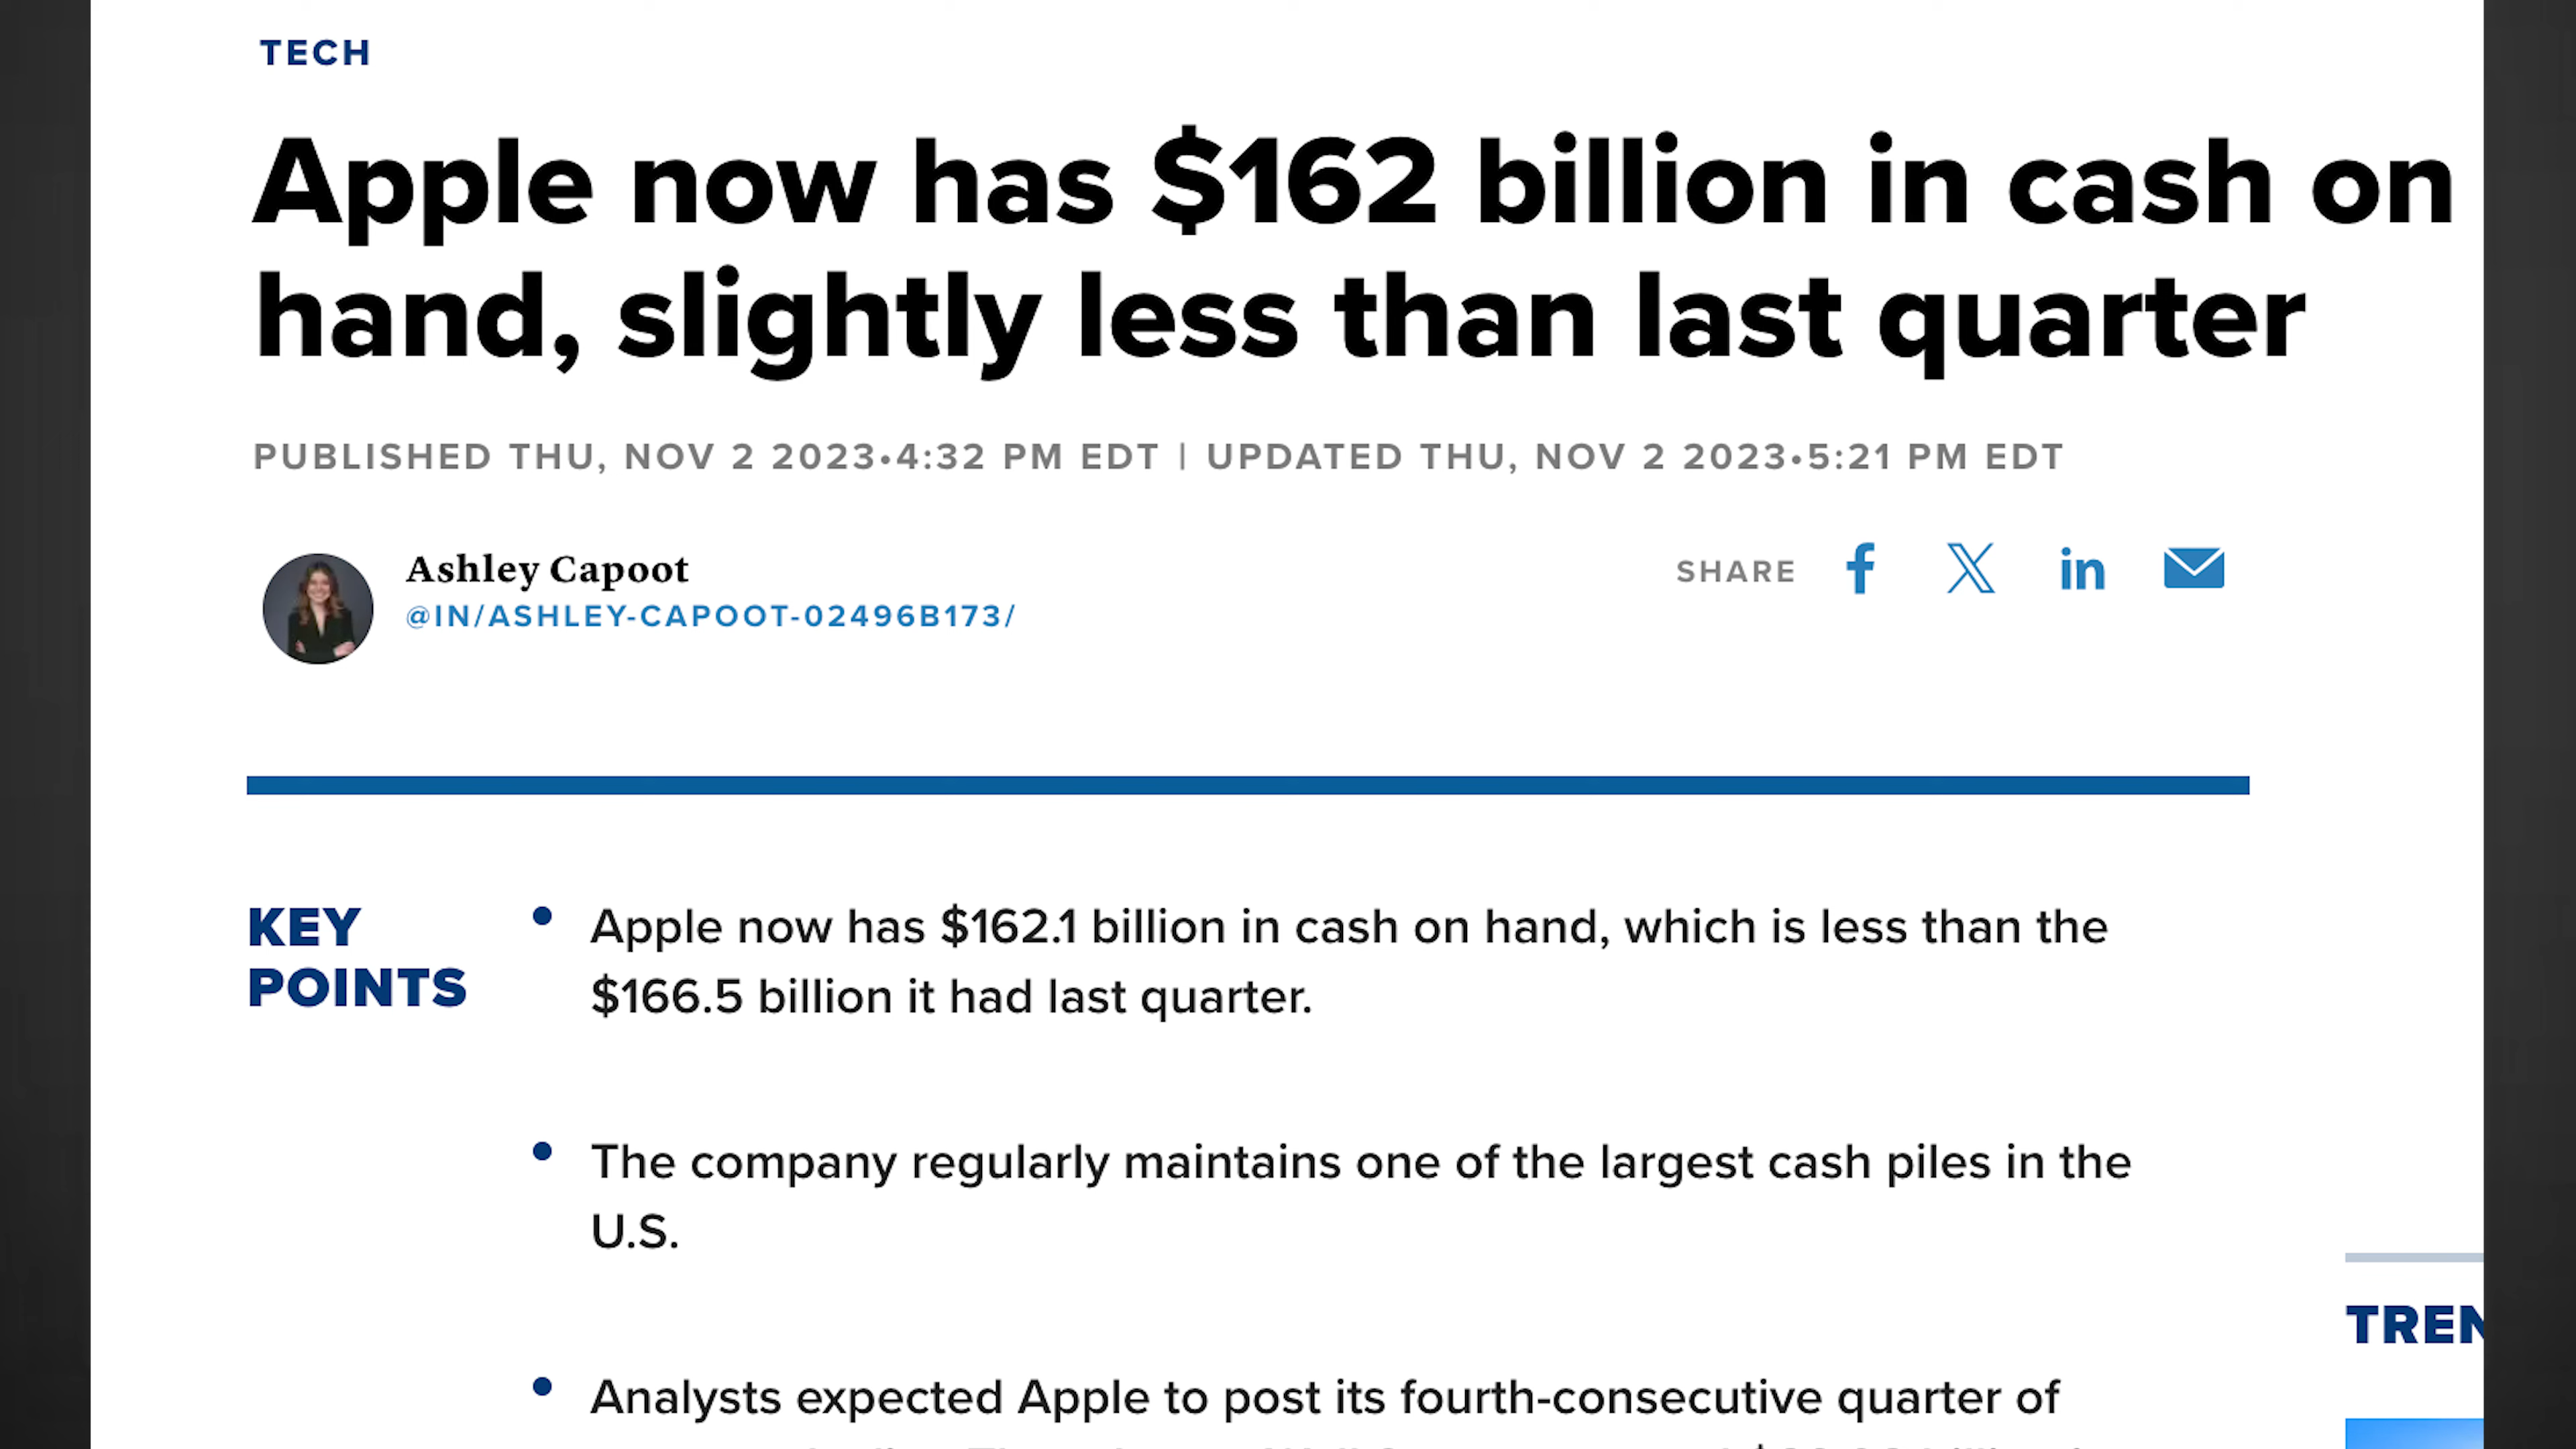 TECH
Apple now has $162 billion in cash on
hand, slightly less than last quarter
PUBLISHED THU, NOV 2 2023•4:32 PM EDT | UPDATED THU, NOV 2 2023•5:21 PM EDT
Ashley Capoot
@IN/ASHLEY-CAPOOT-02496B173/
SHARE
KEY
POINTS
• Apple now has $162.1 billion in cash on hand, which is less than the
$166.5 billion it had last quarter.
• The company regularly maintains one of the largest cash piles in the
U.S.
• Analysts expected Apple to post its fourth-consecutive quarter of
TREN